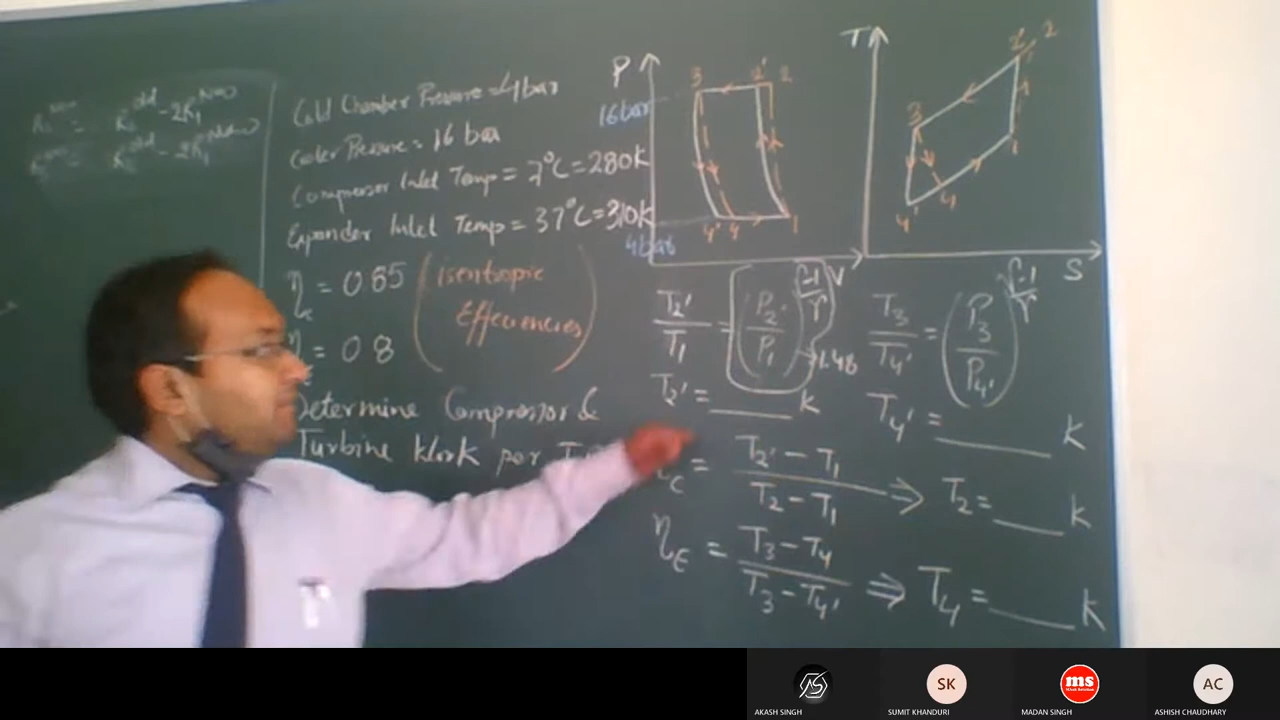 Cold Chamber Pressure = 4 bar
Cooler Pressure = 16 bar
Compressor Inlet Temp = 7°C = 280K
Expander Inlet Temp = 37°C = 310K
η = 0.85 (isentropic
Efficiencies)
= 0.8
Determine Compressor &
Turbine Work per
P
16bar
4bar
3 2' 2
4' 4 1
V
T
2' 2
3
1
4' 4
S
T2'/T1 = (P2'/P1)^(γ-1/γ) → 1.48
T3/T4' = (P3/P4')^(γ-1/γ)
T2' = ____ K
T4' = ____ K
c = T2' - T1 / T2 - T1 ⇒ T2 = ____ K
ηE = T3 - T4 / T3 - T4' ⇒ T4 = ____ K
AS
AKASH SINGH
SK
SUMIT KHANDURI
ms
MADAN SINGH
AC
ASHISH CHAUDHARY